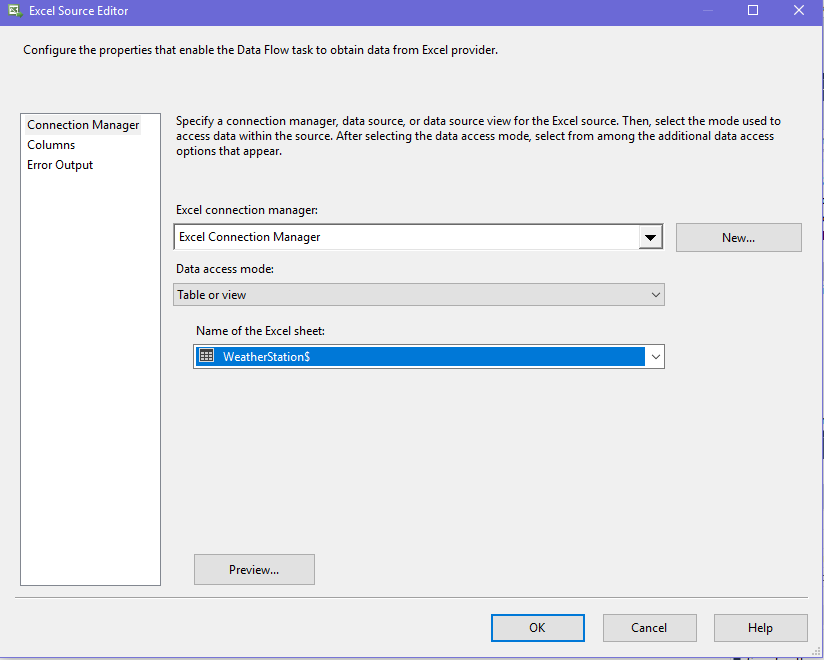 Excel Source Editor
Configure the properties that enable the Data Flow task to obtain data from Excel provider.
Connection Manager
Columns
Error Output
Specify a connection manager, data source, or data source view for the Excel source. Then, select the mode used to
access data within the source. After selecting the data access mode, select from among the additional data access
options that appear.
Excel connection manager:
Excel Connection Manager
New...
Data access mode:
Table or view
Name of the Excel sheet:
WeatherStation$
Preview...
OK
Cancel
Help